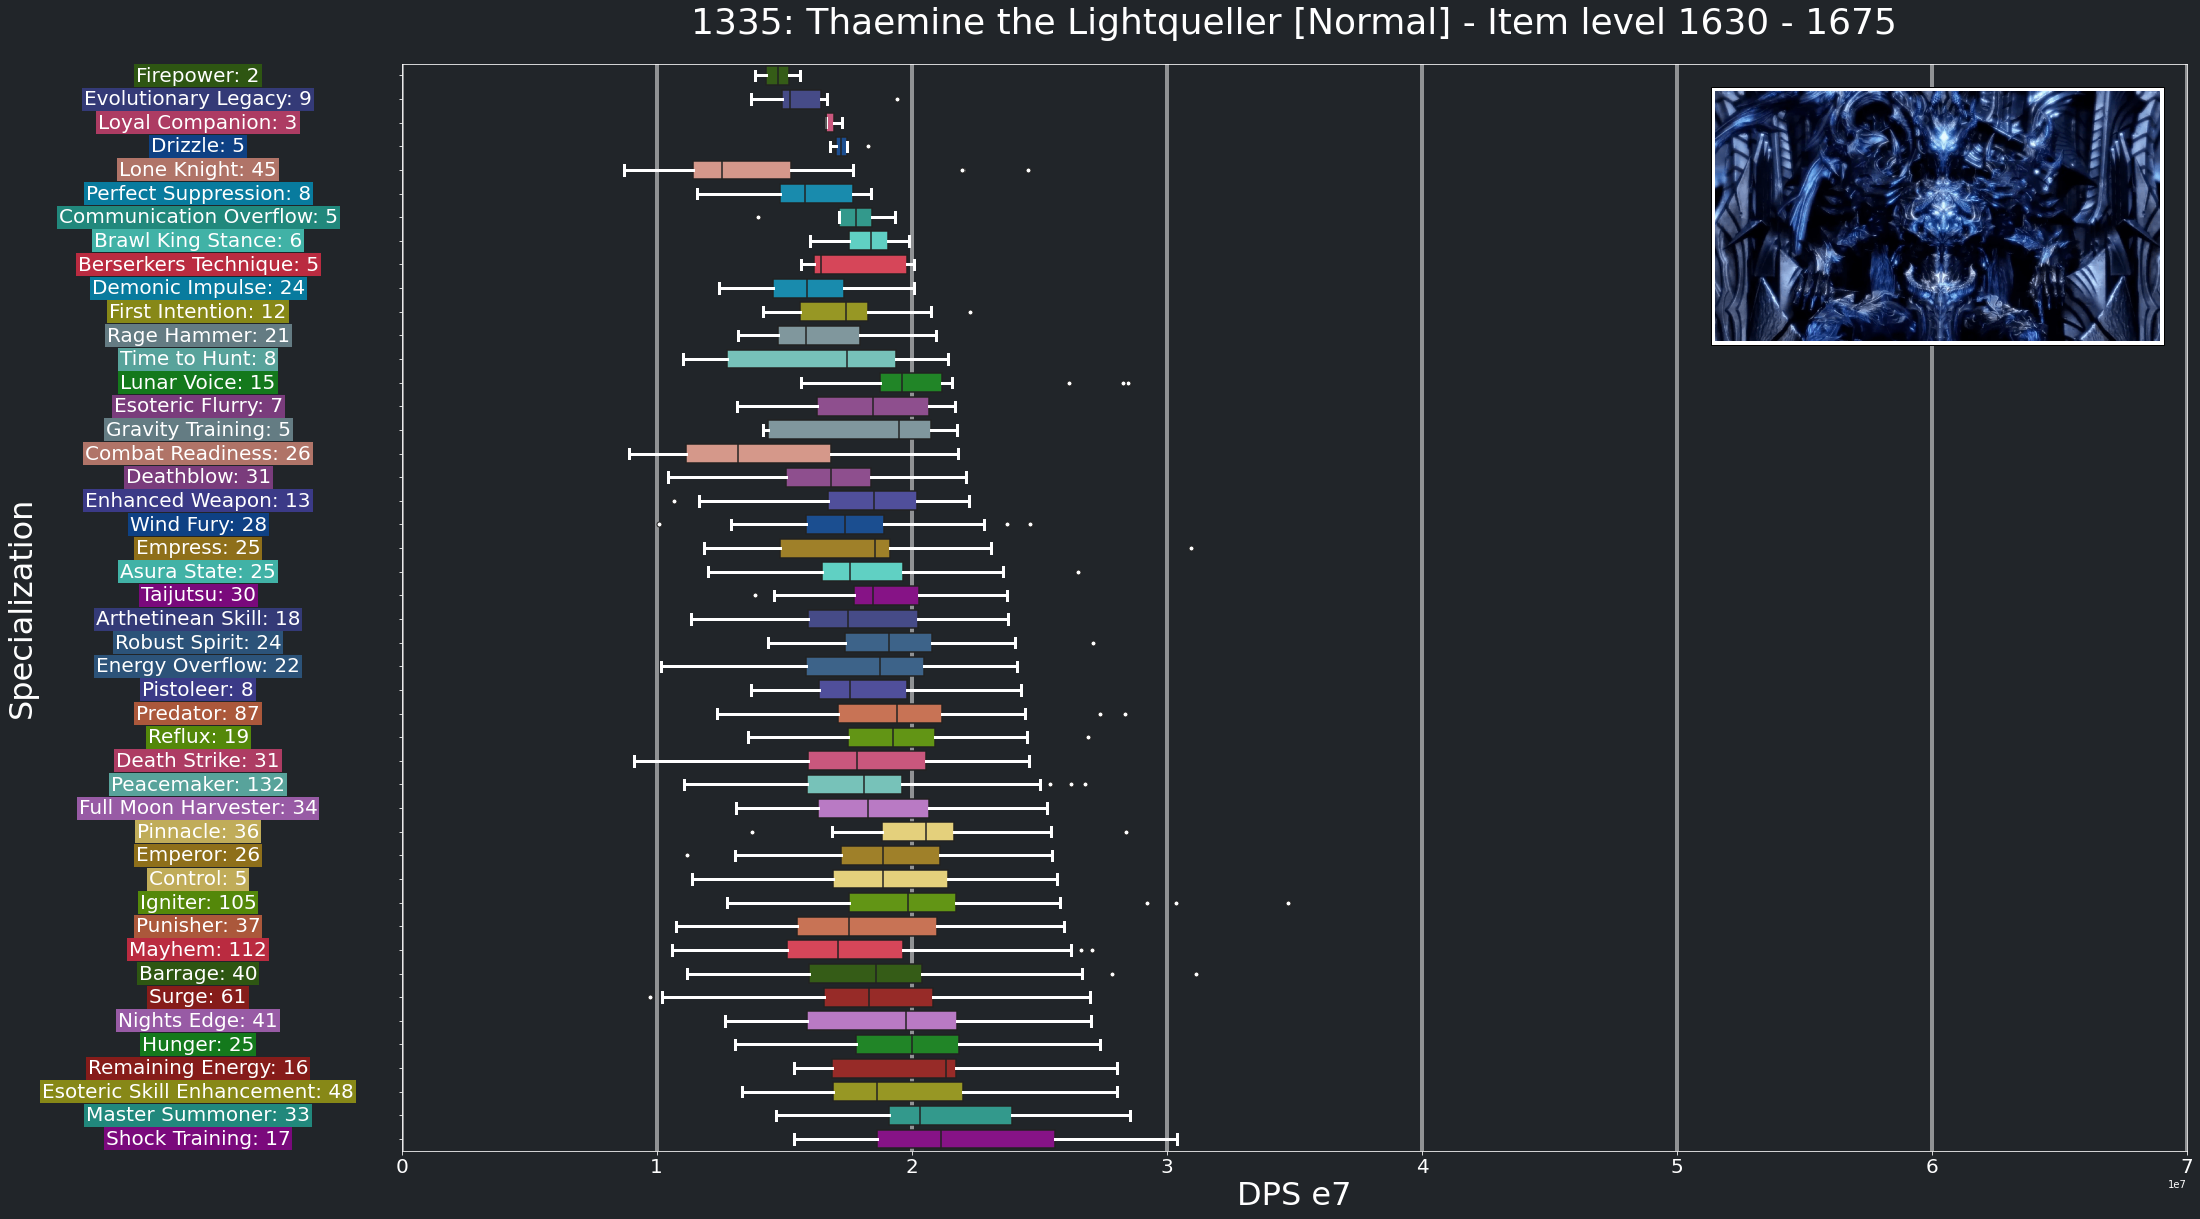 1335: Thaemine the Lightqueller [Normal] - Item level 1630 - 1675
Specialization
Firepower: 2
Evolutionary Legacy: 9
Loyal Companion: 3
Drizzle: 5
Lone Knight: 45
Perfect Suppression: 8
Communication Overflow: 5
Brawl King Stance: 6
Berserkers Technique: 5
Demonic Impulse: 24
First Intention: 12
Rage Hammer: 21
Time to Hunt: 8
Lunar Voice: 15
Esoteric Flurry: 7
Gravity Training: 5
Combat Readiness: 26
Deathblow: 31
Enhanced Weapon: 13
Wind Fury: 28
Empress: 25
Asura State: 25
Taijutsu: 30
Arthetinean Skill: 18
Robust Spirit: 24
Energy Overflow: 22
Pistoleer: 8
Predator: 87
Reflux: 19
Death Strike: 31
Peacemaker: 132
Full Moon Harvester: 34
Pinnacle: 36
Emperor: 26
Control: 5
Igniter: 105
Punisher: 37
Mayhem: 112
Barrage: 40
Surge: 61
Nights Edge: 41
Hunger: 25
Remaining Energy: 16
Esoteric Skill Enhancement: 48
Master Summoner: 33
Shock Training: 17
0 1 2 3 4 5 6 7
1e7
DPS e7